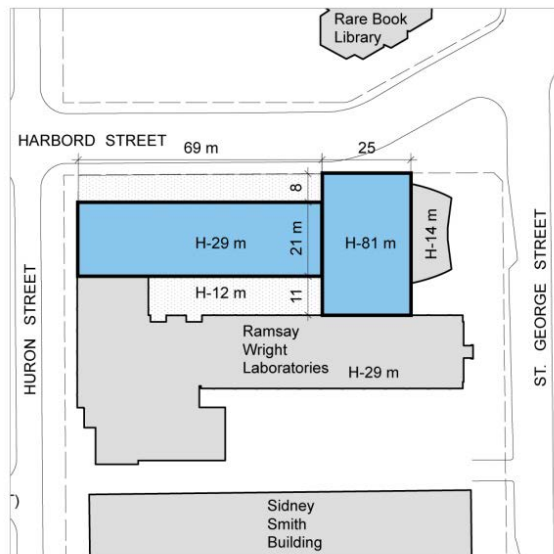 Rare Book
Library
HARBORD STREET
69 m
25
8
21 m
11
H-29 m
H-81 m
H-14 m
H-12 m
Ramsay
Wright
Laboratories
H-29 m
HURON STREET
ST. GEORGE STREET
Sidney
Smith
Building